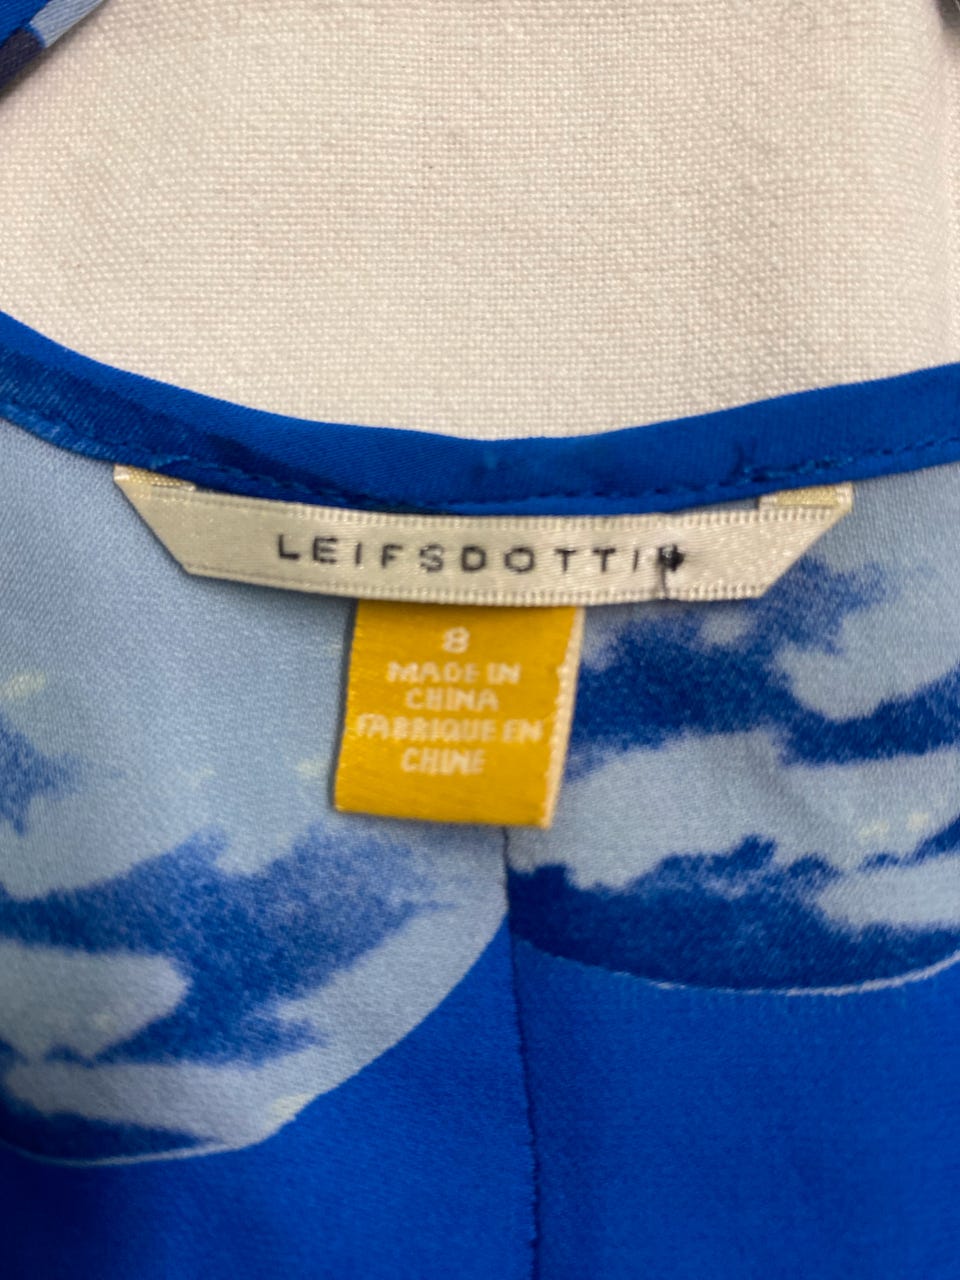 LEIFSDOTTIR
8
MADE IN
CHINA
FABRIQUE EN
CHINE